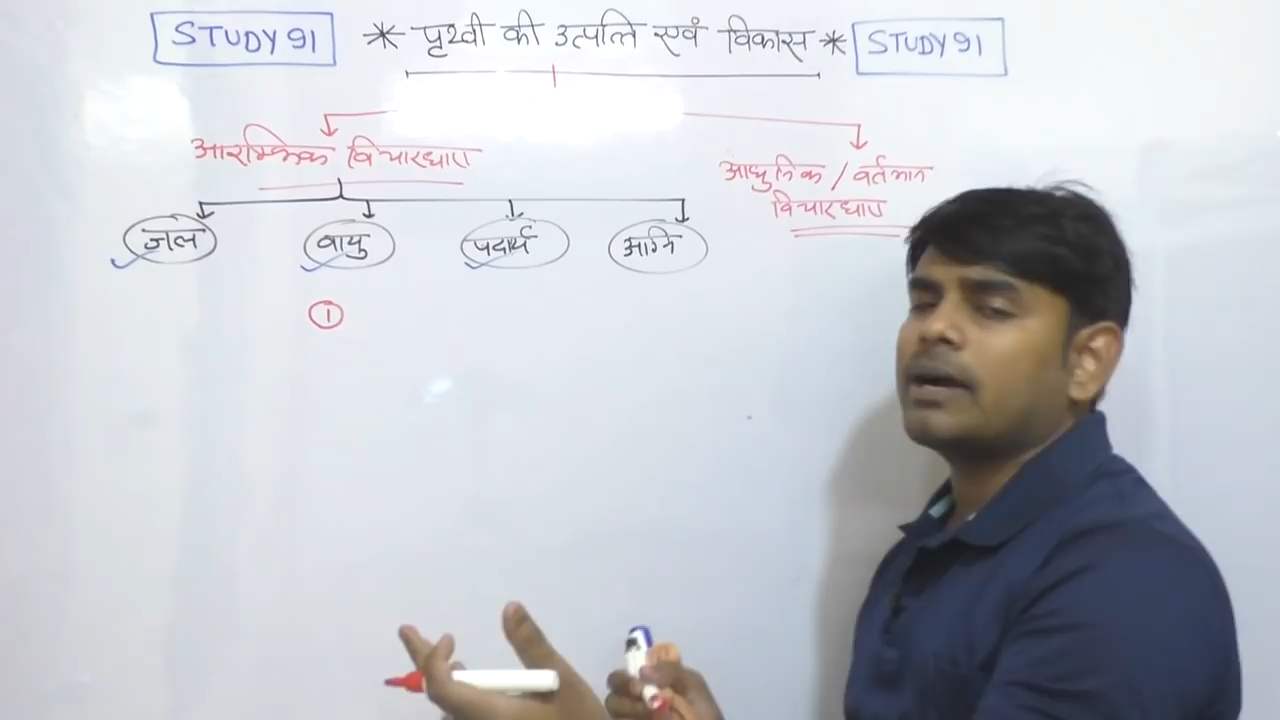 STUDY 91 * पृथ्वी की उत्पत्ति एवं विकास * STUDY 91
आरम्भिक विचारधारा
आधुनिक / वर्तमान
विचारधारा
जल वायु पदार्थ अग्नि
1